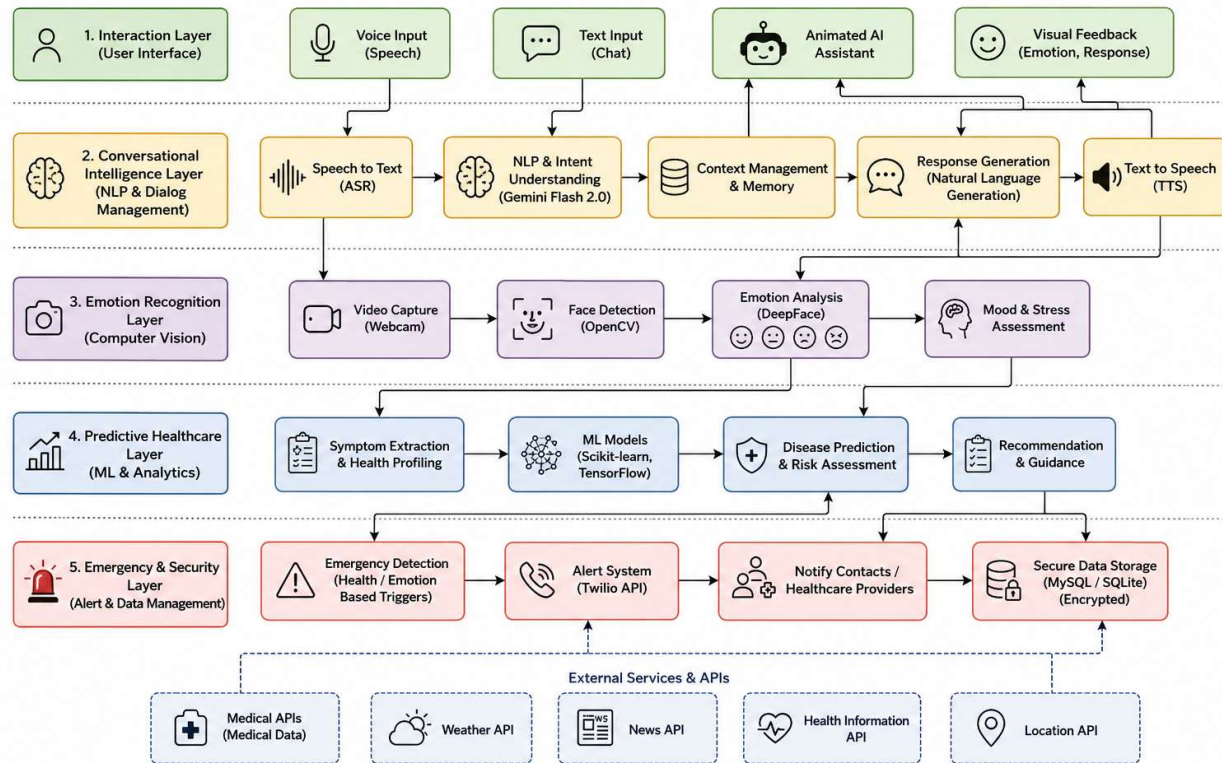 1. Interaction Layer
(User Interface)
Voice Input
(Speech)
Text Input
(Chat)
Animated AI
Assistant
Visual Feedback
(Emotion, Response)
2. Conversational
Intelligence Layer
(NLP & Dialog
Management)
Speech to Text
(ASR)
NLP & Intent
Understanding
(Gemini Flash 2.0)
Context Management
& Memory
Response Generation
(Natural Language
Generation)
Text to Speech
(TTS)
3. Emotion Recognition
Layer
(Computer Vision)
Video Capture
(Webcam)
Face Detection
(OpenCV)
Emotion Analysis
(DeepFace)
Mood & Stress
Assessment
4. Predictive Healthcare
Layer
(ML & Analytics)
Symptom Extraction
& Health Profiling
ML Models
(Scikit-learn,
TensorFlow)
Disease Prediction
& Risk Assessment
Recommendation
& Guidance
5. Emergency & Security
Layer
(Alert & Data Management)
Emergency Detection
(Health / Emotion
Based Triggers)
Alert System
(Twilio API)
Notify Contacts /
Healthcare Providers
Secure Data Storage
(MySQL / SQLite)
(Encrypted)
External Services & APIs
Medical APIs
(Medical Data)
Weather API
NEWS
News API
Health Information
API
Location API